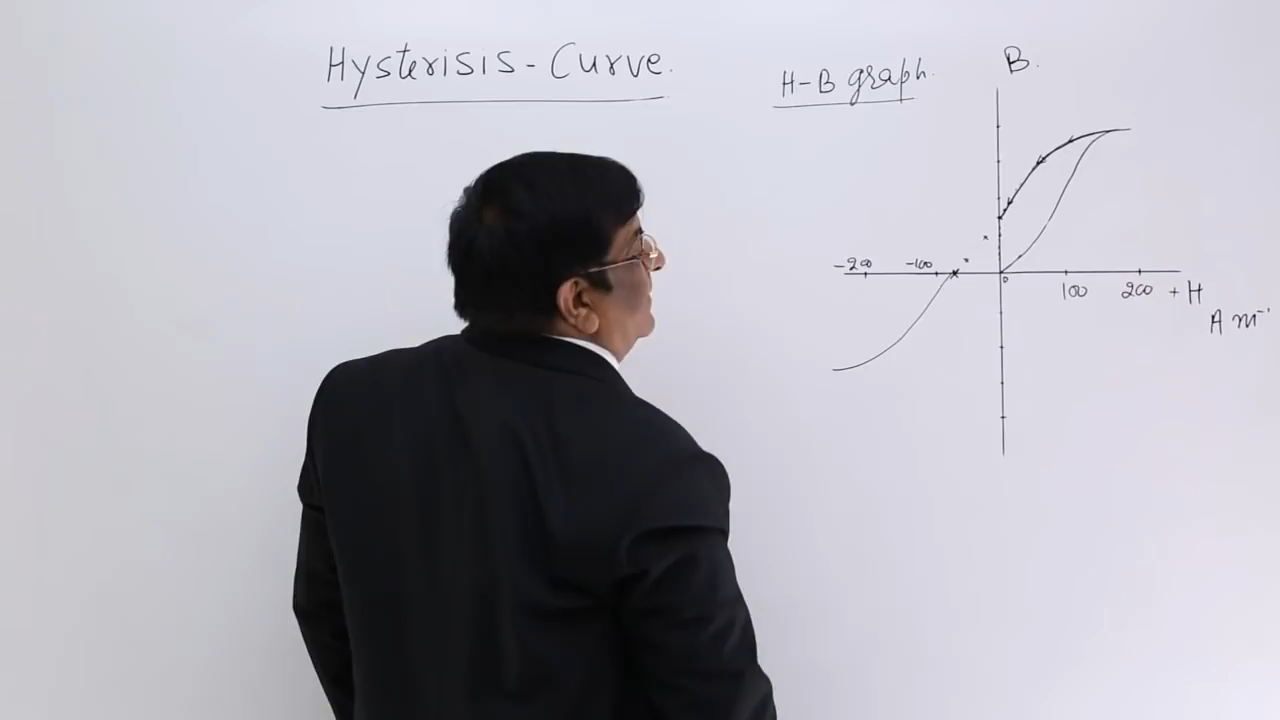 Hysterisis - Curve.
H-B graph.
B.
-200 -100
0
100 200 + H
A m⁻¹